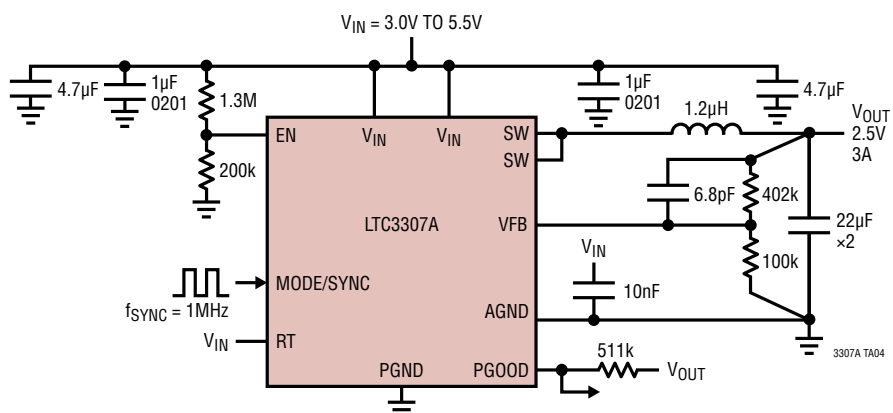 VIN = 3.0V TO 5.5V
4.7µF
1µF
0201
1.3M
1µF
0201
4.7µF
1.2µH
VOUT
2.5V
3A
EN
VIN
VIN
SW
SW
200k
6.8pF
402k
LTC3307A
VFB
22µF
×2
100k
VIN
10nF
MODE/SYNC
fSYNC = 1MHz
AGND
VIN
RT
3307A TA04
511k
PGND
PGOOD
VOUT